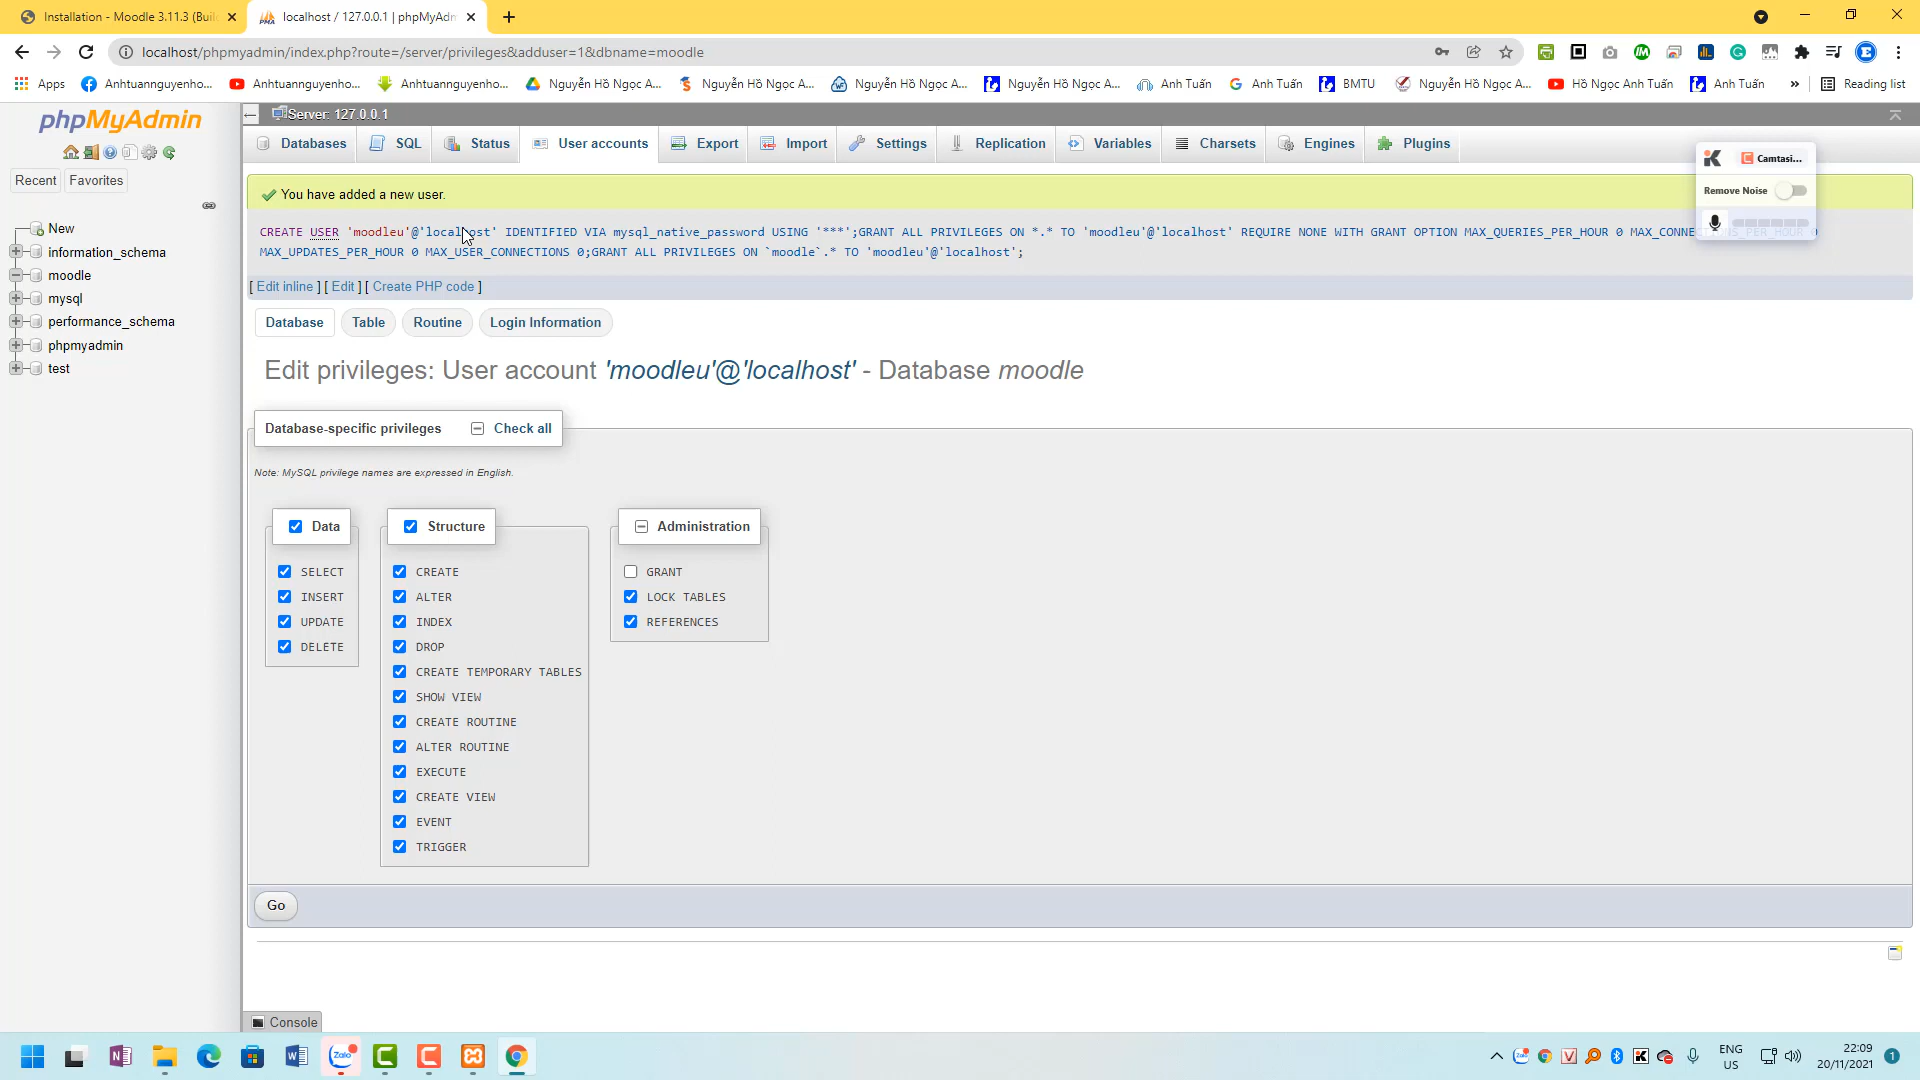 Installation - Moodle 3.11.3 (Buil
localhost / 127.0.0.1 | phpMyAdm
localhost/phpmyadmin/index.php?route=/server/privileges&adduser=1&dbname=moodle
Apps
Anhtuannguyenho...
Anhtuannguyenho...
Anhtuannguyenho...
Nguyễn Hồ Ngọc A...
Nguyễn Hồ Ngọc A...
Nguyễn Hồ Ngọc A...
Nguyễn Hồ Ngọc A...
Anh Tuấn
Anh Tuấn
BMTU
Nguyễn Hồ Ngọc A...
Hồ Ngọc Anh Tuấn
Anh Tuấn
»
Reading list
phpMyAdmin
Recent
Favorites
New
information_schema
moodle
mysql
performance_schema
phpmyadmin
test
Server: 127.0.0.1
Databases
SQL
Status
User accounts
Export
Import
Settings
Replication
Variables
Charsets
Engines
Plugins
Camtasi...
Remove Noise
You have added a new user.
CREATE USER 'moodleu'@'localhost' IDENTIFIED VIA mysql_native_password USING '***';GRANT ALL PRIVILEGES ON *.* TO 'moodleu'@'localhost' REQUIRE NONE WITH GRANT OPTION MAX_QUERIES_PER_HOUR 0 MAX_CONNECTIONS_PER_HOUR 0
MAX_UPDATES_PER_HOUR 0 MAX_USER_CONNECTIONS 0;GRANT ALL PRIVILEGES ON `moodle`.* TO 'moodleu'@'localhost';
[ Edit inline ] [ Edit ] [ Create PHP code ]
Database
Table
Routine
Login Information
Edit privileges: User account 'moodleu'@'localhost' - Database moodle
Database-specific privileges
Check all
Note: MySQL privilege names are expressed in English.
Data
SELECT
INSERT
UPDATE
DELETE
Structure
CREATE
ALTER
INDEX
DROP
CREATE TEMPORARY TABLES
SHOW VIEW
CREATE ROUTINE
ALTER ROUTINE
EXECUTE
CREATE VIEW
EVENT
TRIGGER
Administration
GRANT
LOCK TABLES
REFERENCES
Go
Console
Zalo
ENG
US
22:09
20/11/2021
1